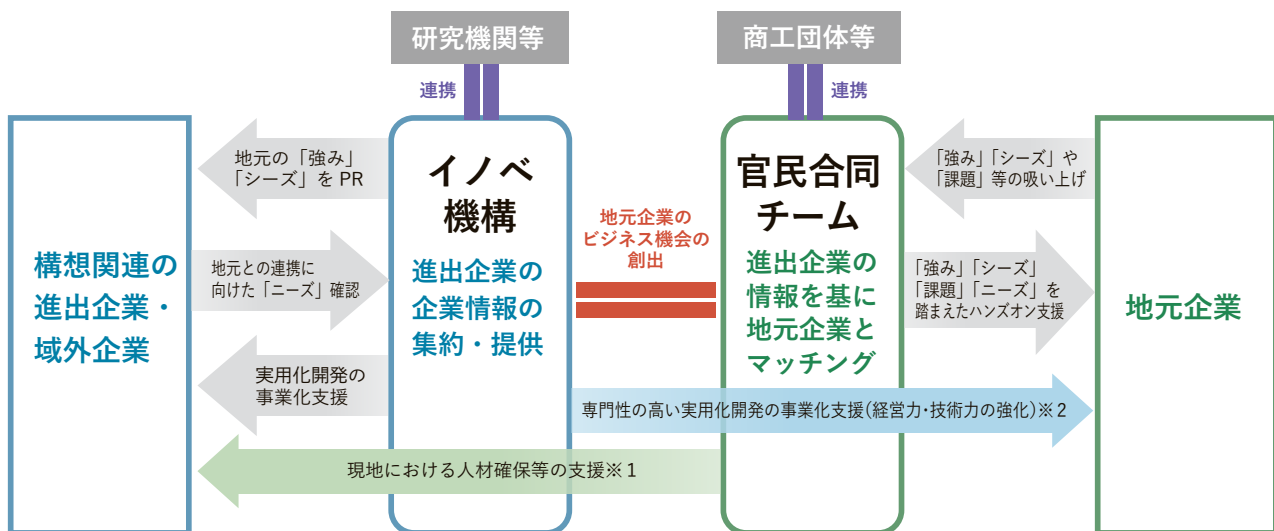 研究機関等
商工団体等
連携
連携
地元の「強み」
「シーズ」を PR
イノベ
機構
官民合同
チーム
「強み」「シーズ」や
「課題」等の吸い上げ
地元企業の
ビジネス機会の
創出
構想関連の
進出企業・
域外企業
地元との連携に
向けた「ニーズ」確認
進出企業の
企業情報の
集約・提供
進出企業の
情報を基に
地元企業と
マッチング
「強み」「シーズ」
「課題」「ニーズ」を
踏まえたハンズオン支援
地元企業
実用化開発の
事業化支援
専門性の高い実用化開発の事業化支援(経営力・技術力の強化)※2
現地における人材確保等の支援※1